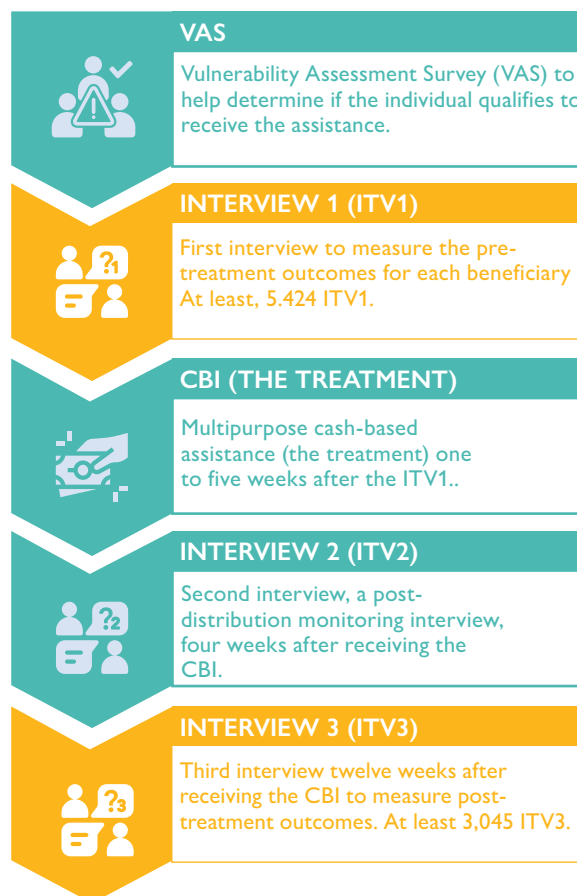 VAS
Vulnerability Assessment Survey (VAS) to
help determine if the individual qualifies to
receive the assistance.
INTERVIEW 1 (ITV1)
?1
First interview to measure the pre-
treatment outcomes for each beneficiary
At least, 5.424 ITV1.
CBI (THE TREATMENT)
Multipurpose cash-based
assistance (the treatment) one
to five weeks after the ITV1..
INTERVIEW 2 (ITV2)
?2
Second interview, a post-
distribution monitoring interview,
four weeks after receiving the
CBI.
INTERVIEW 3 (ITV3)
?3
Third interview twelve weeks after
receiving the CBI to measure post-
treatment outcomes. At least 3,045 ITV3.